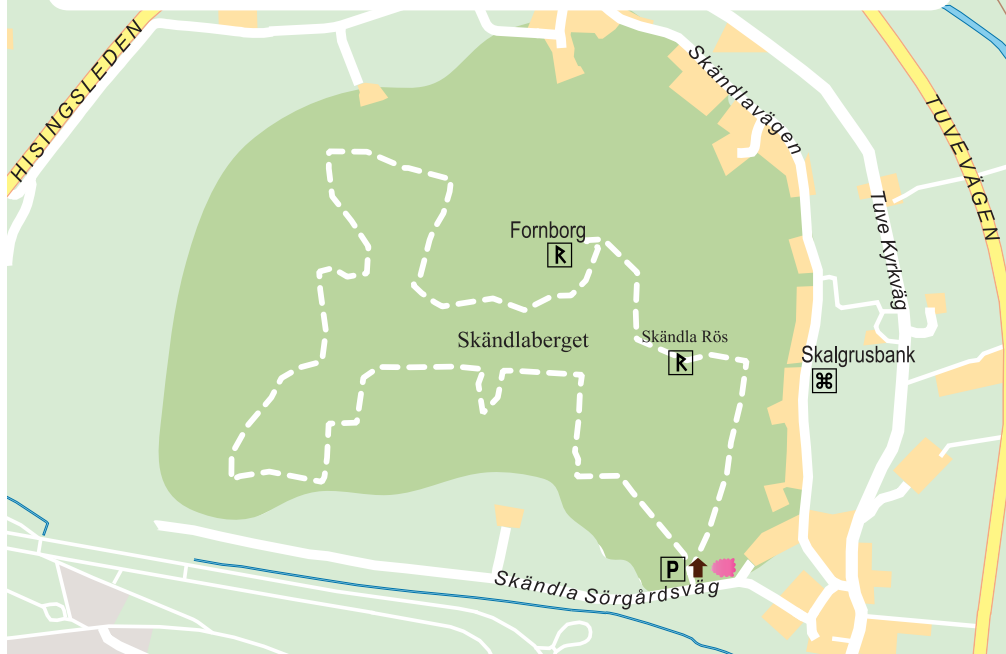 HISINGSLEDEN
Skändlavägen
TUVEVÄGEN
Tuve Kyrkväg
Fornborg
R
Skändlaberget
Skändla Rös
R
Skalgrusbank
⌘
P
Skändla Sörgårdsväg